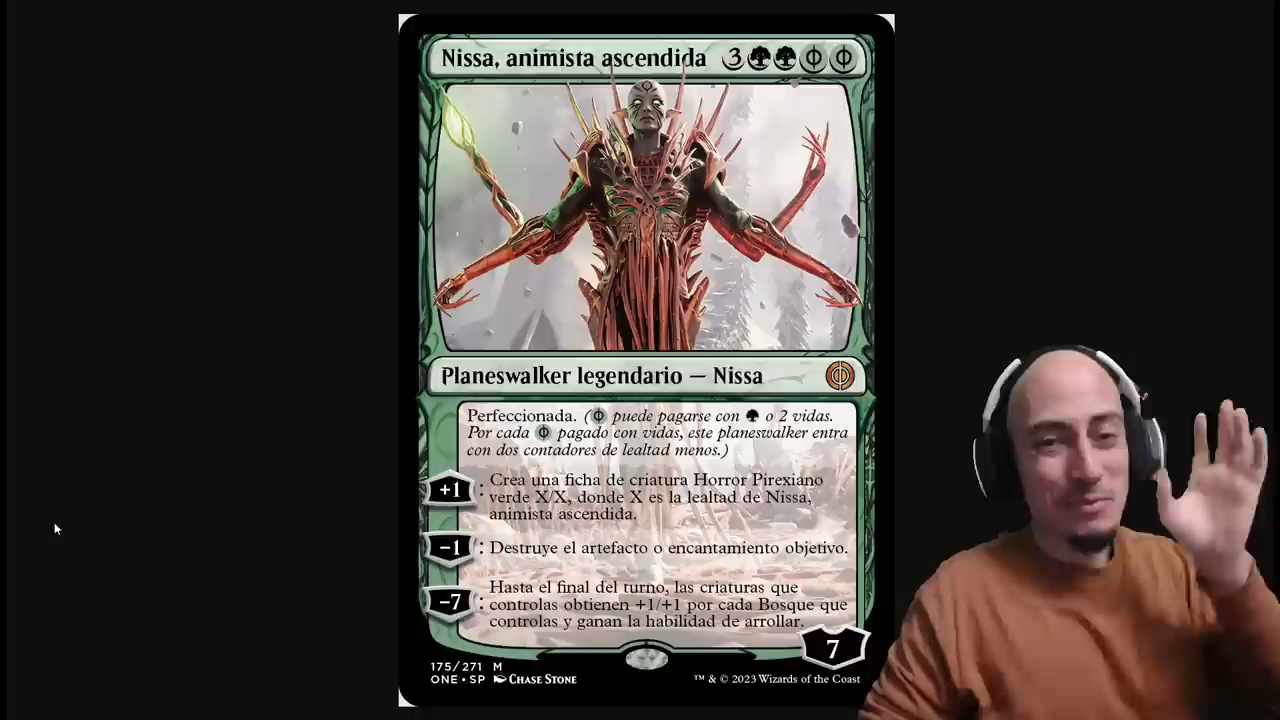 Nissa, animista ascendida 3
Planeswalker legendario — Nissa
Perfeccionada. ( puede pagarse con o 2 vidas.
Por cada pagado con vidas, este planeswalker entra
con dos contadores de lealtad menos.)
+1 : Crea una ficha de criatura Horror Pirexiano
verde X/X, donde X es la lealtad de Nissa,
animista ascendida.
−1 : Destruye el artefacto o encantamiento objetivo.
−7 : Hasta el final del turno, las criaturas que
controlas obtienen +1/+1 por cada Bosque que
controlas y ganan la habilidad de arrollar.
7
175/271 M
ONE • SP CHASE STONE
™ & © 2023 Wizards of the Coast